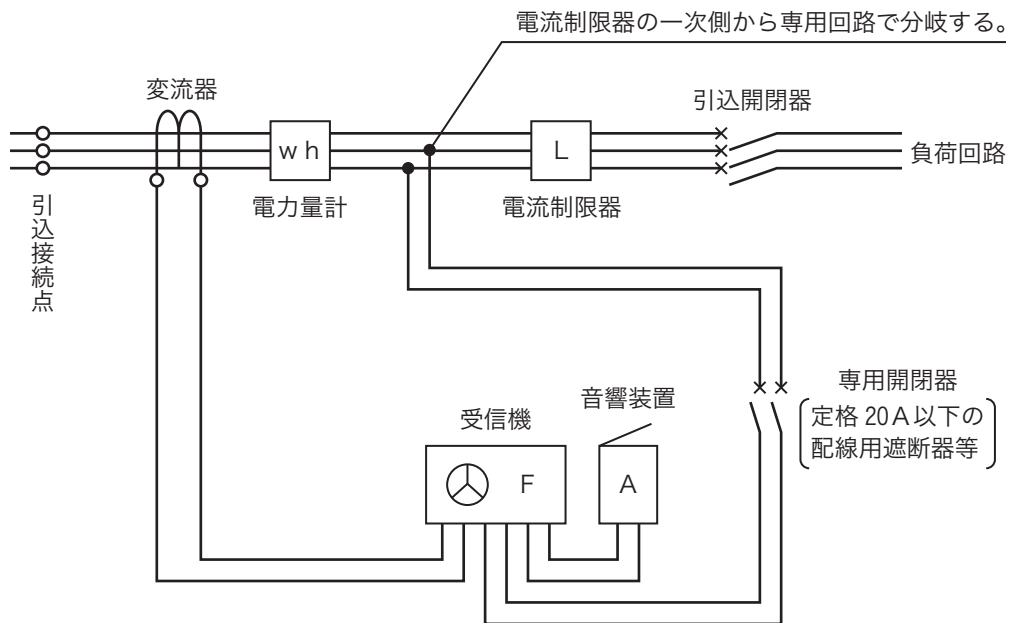 電流制限器の一次側から専用回路で分岐する。
変流器
引込開閉器
wh
L
負荷回路
電力量計
電流制限器
引込接続点
専用開閉器
定格20A以下の
配線用遮断器等
音響装置
受信機
F
A